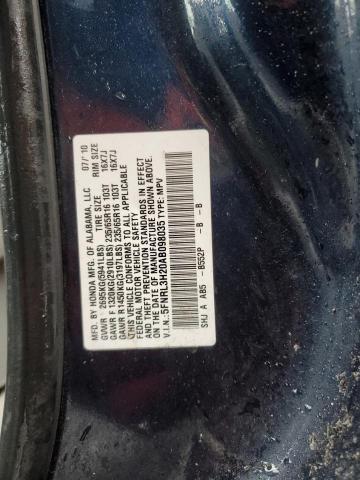 MFD. BY HONDA MFG. OF ALABAMA, LLC 07/'10
GVWR 2695KG(5941LBS) TIRE SIZE RIM SIZE
GAWR F 1320KG(2910LBS) 235/65R16 103T 16X7J
GAWR R 1450KG(3197LBS) 235/65R16 103T 16X7J
THIS VEHICLE CONFORMS TO ALL APPLICABLE
FEDERAL MOTOR VEHICLE SAFETY
AND THEFT PREVENTION STANDARDS IN EFFECT
ON THE DATE OF MANUFACTURE SHOWN ABOVE.
V.I.N.: 5FNRL3H20AB098035 TYPE: MPV
SHJ A AB5 -B552P -B -B